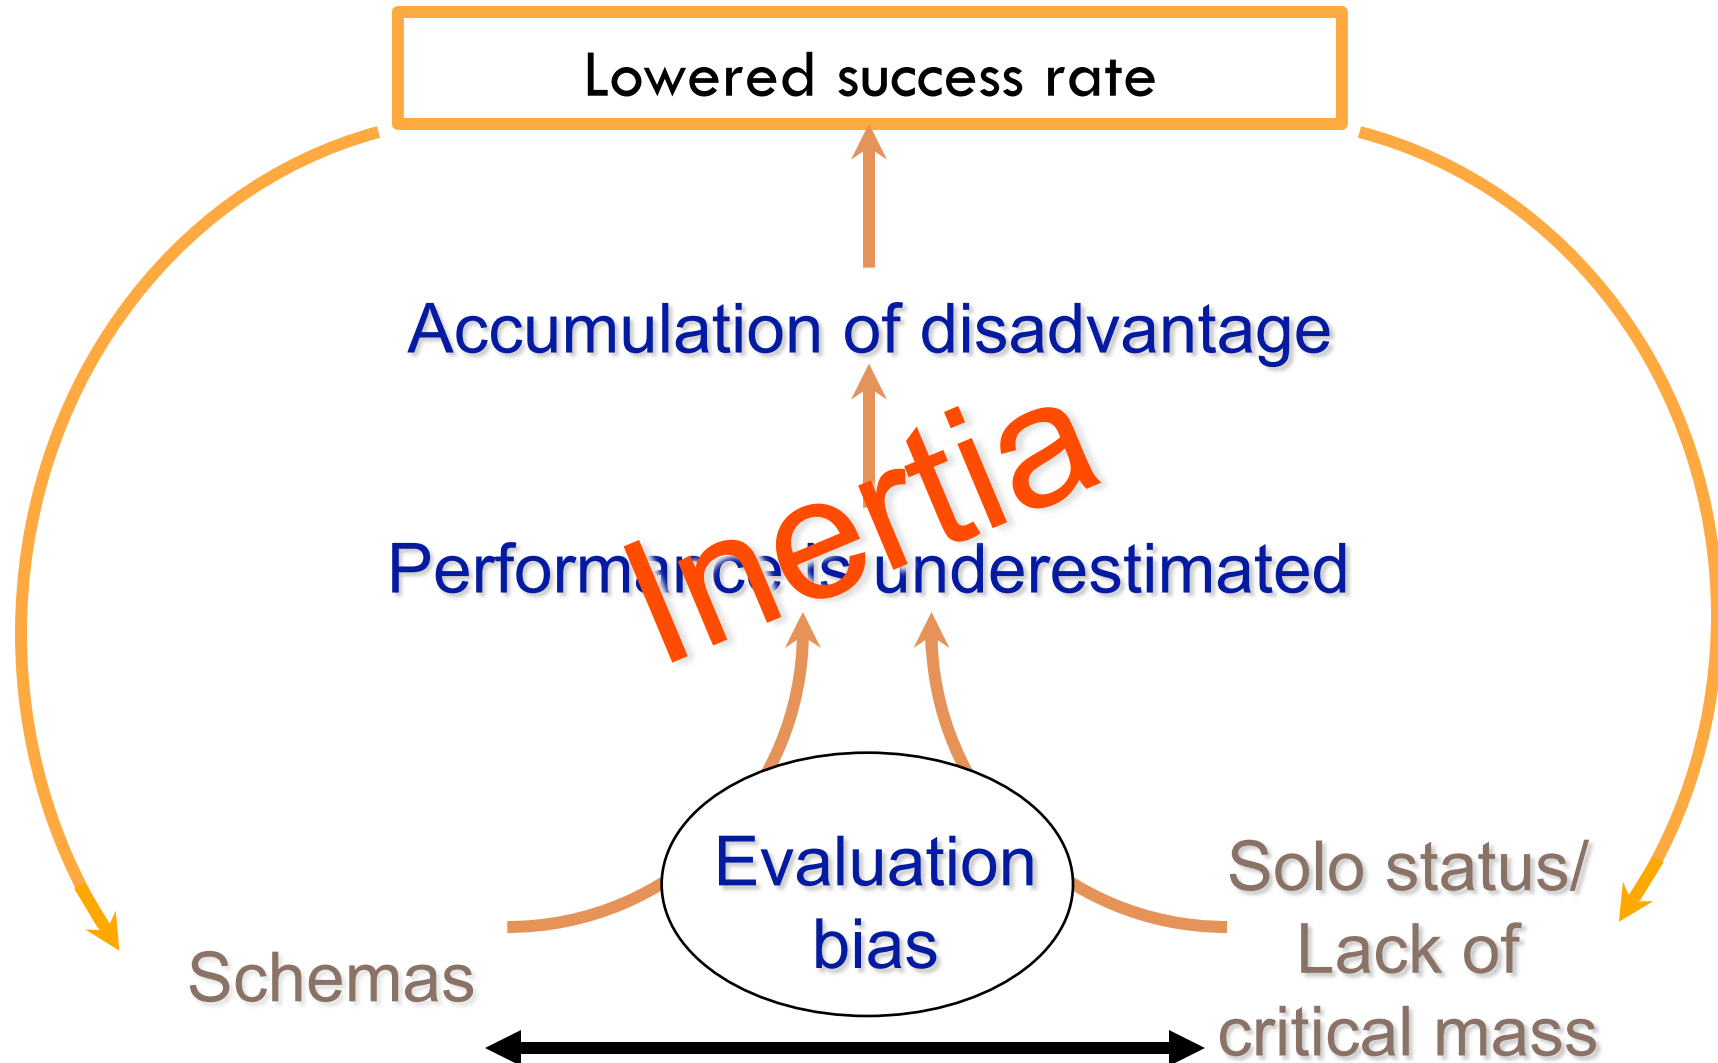 Lowered success rate
Accumulation of disadvantage
Inertia
Performance is underestimated
Evaluation
bias
Schemas
Solo status/
Lack of
critical mass